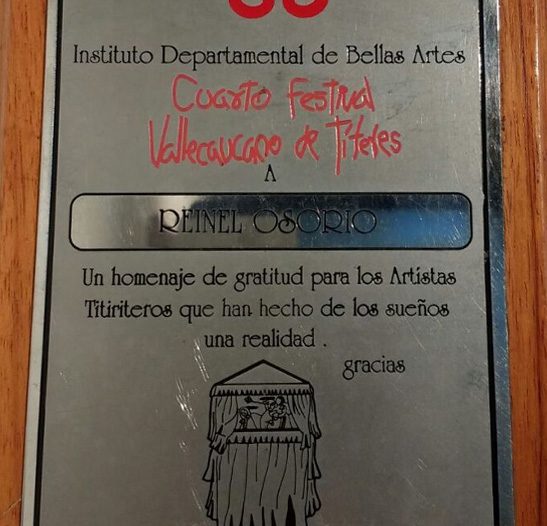 Instituto Departamental de Bellas Artes
Cuarto Festival
Vallecaucano de Títeres
A
REINEL OSORIO
Un homenaje de gratitud para los Artístas
Titiriteros que han hecho de los sueños
una realidad .
gracias